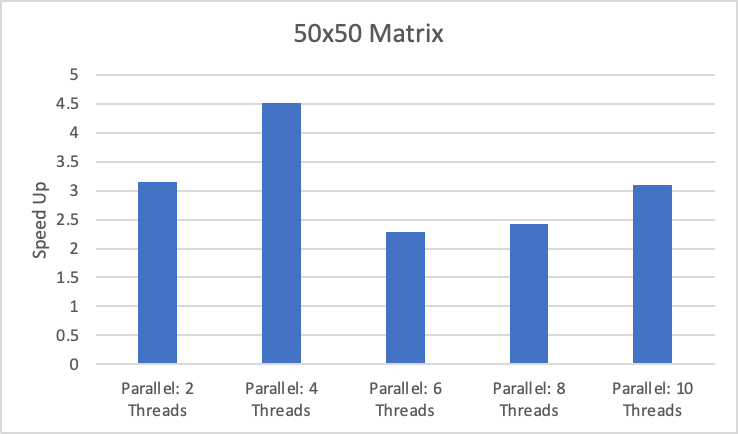 50x50 Matrix
5
4.5
4
3.5
3
2.5
2
1.5
1
0.5
0
Speed Up
Parallel: 2
Threads
Parallel: 4
Threads
Parallel: 6
Threads
Parallel: 8
Threads
Parallel: 10
Threads